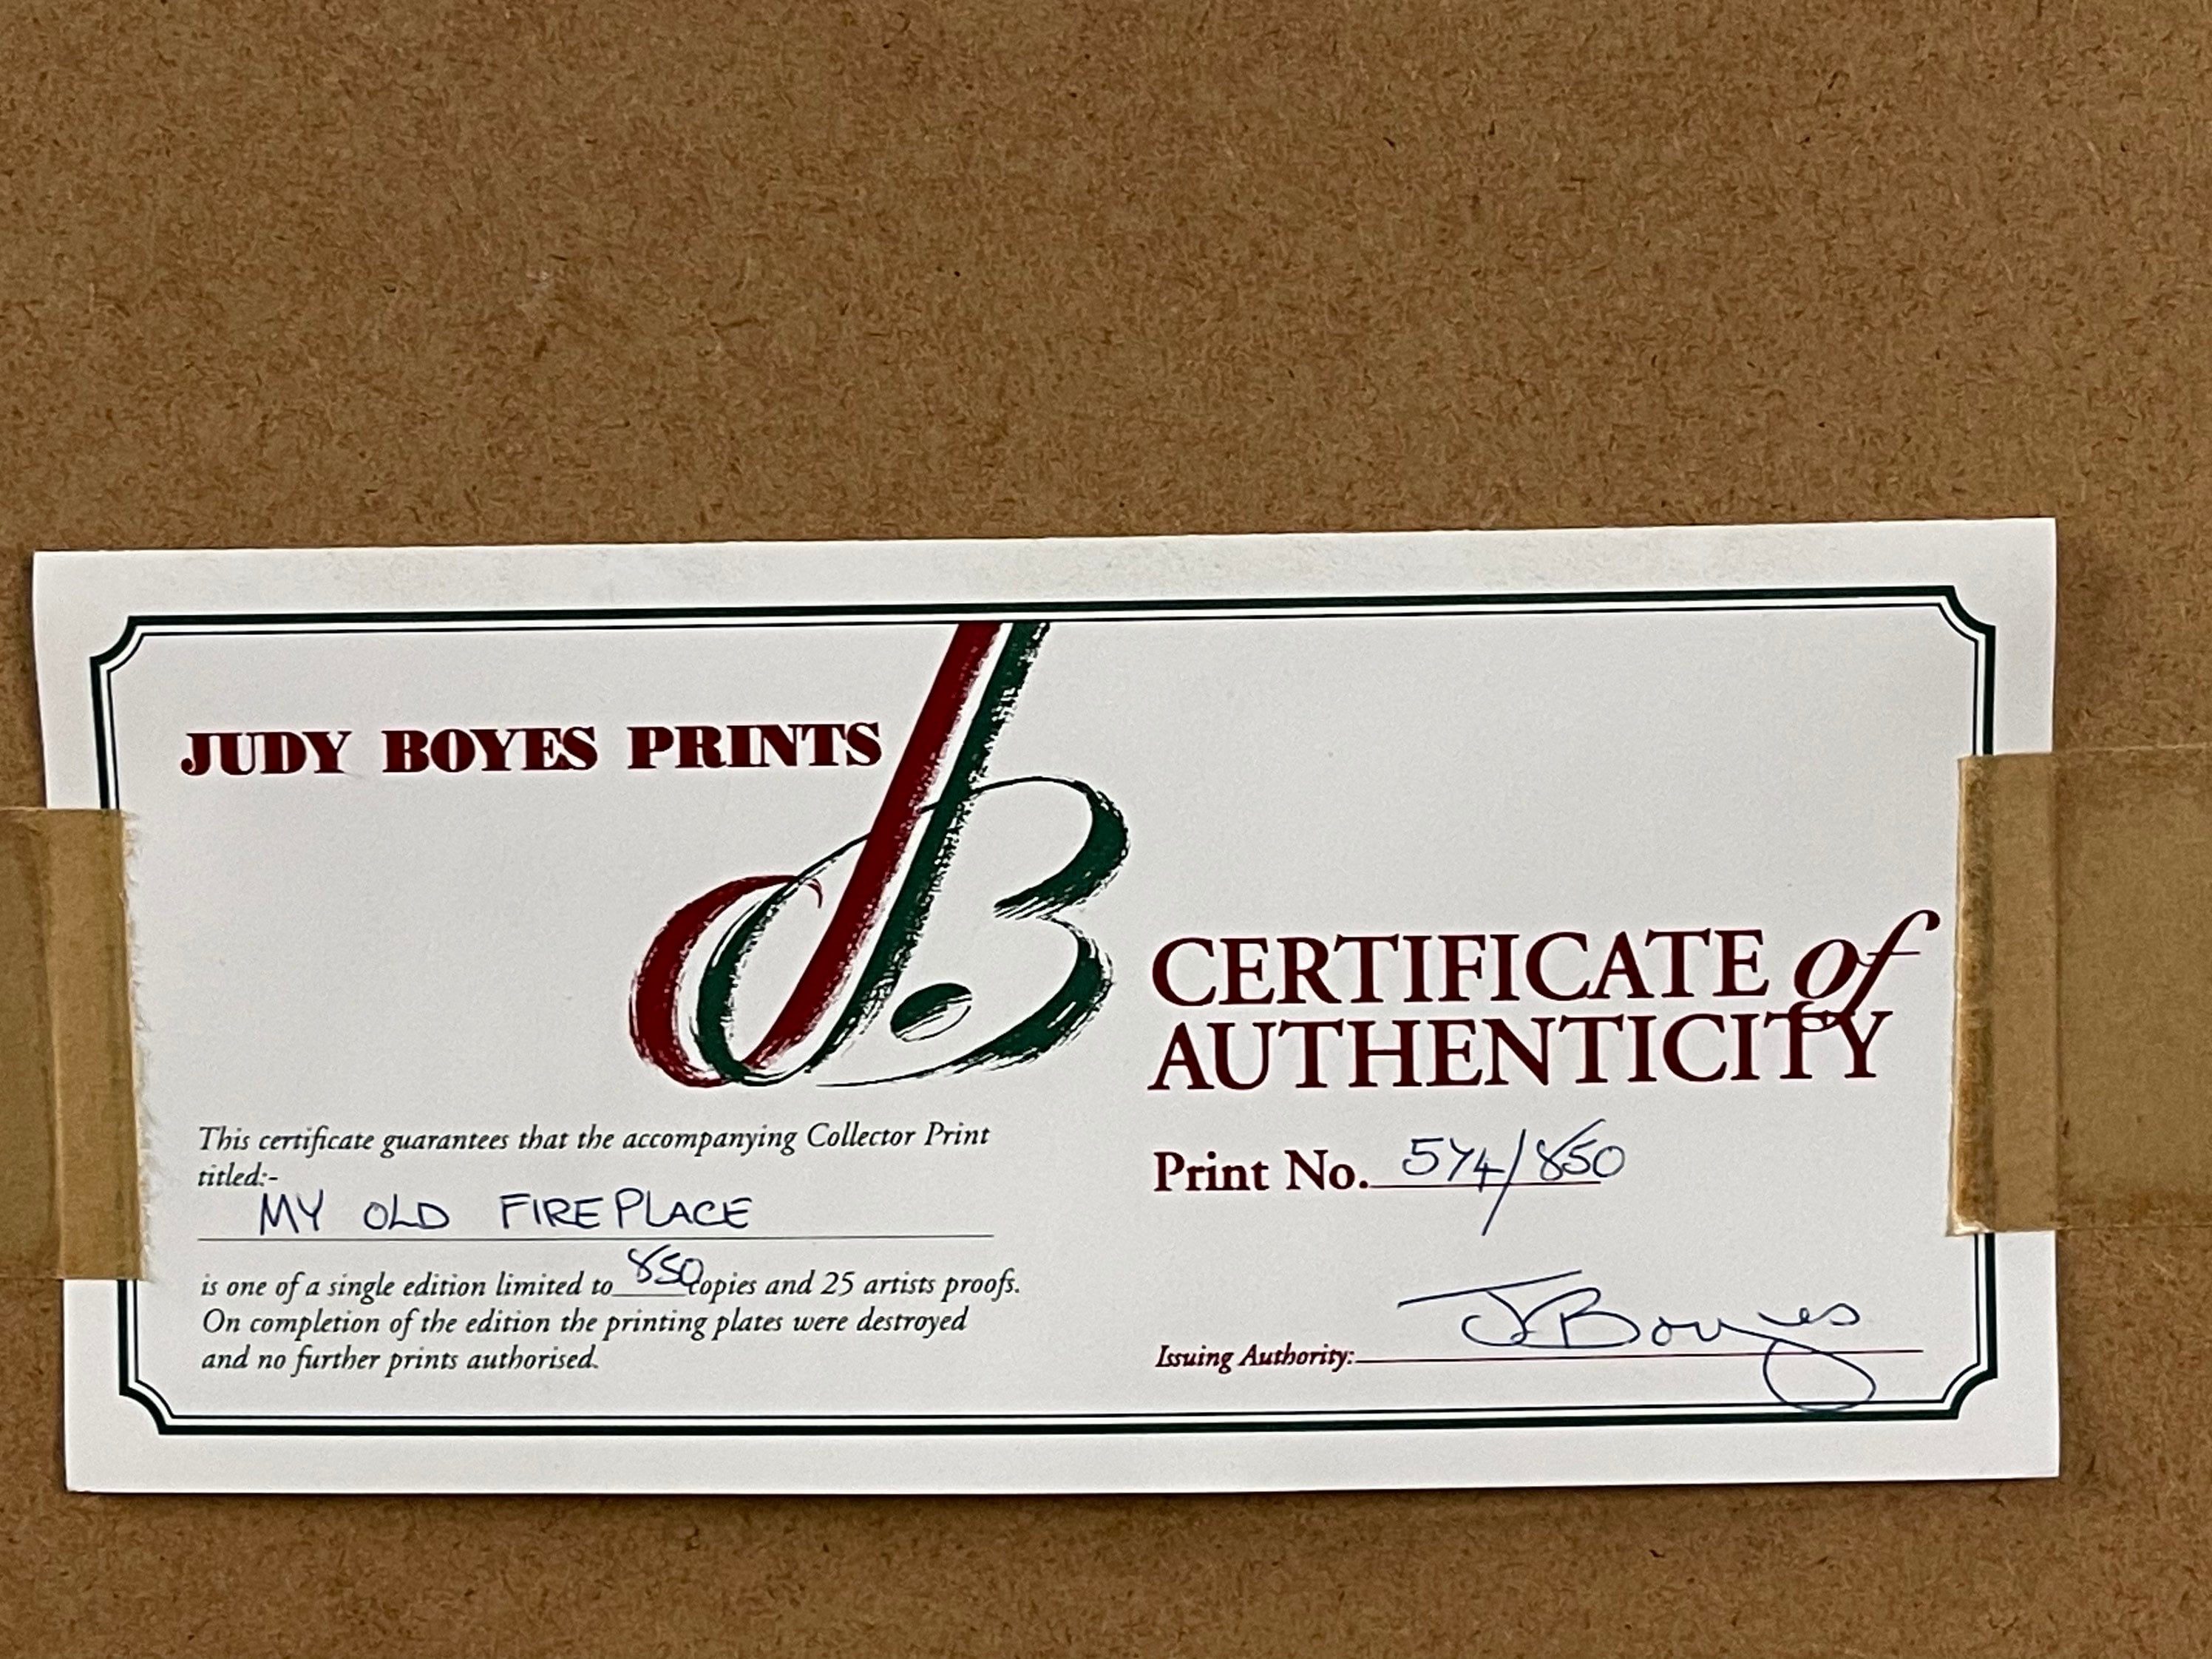 JUDY BOYES PRINTS
JB
CERTIFICATE of
AUTHENTICITY
This certificate guarantees that the accompanying Collector Print
titled:-
MY OLD FIREPLACE
is one of a single edition limited to 850 copies and 25 artists proofs.
On completion of the edition the printing plates were destroyed
and no further prints authorised.
Print No. 574/850
Issuing Authority: J Boyes